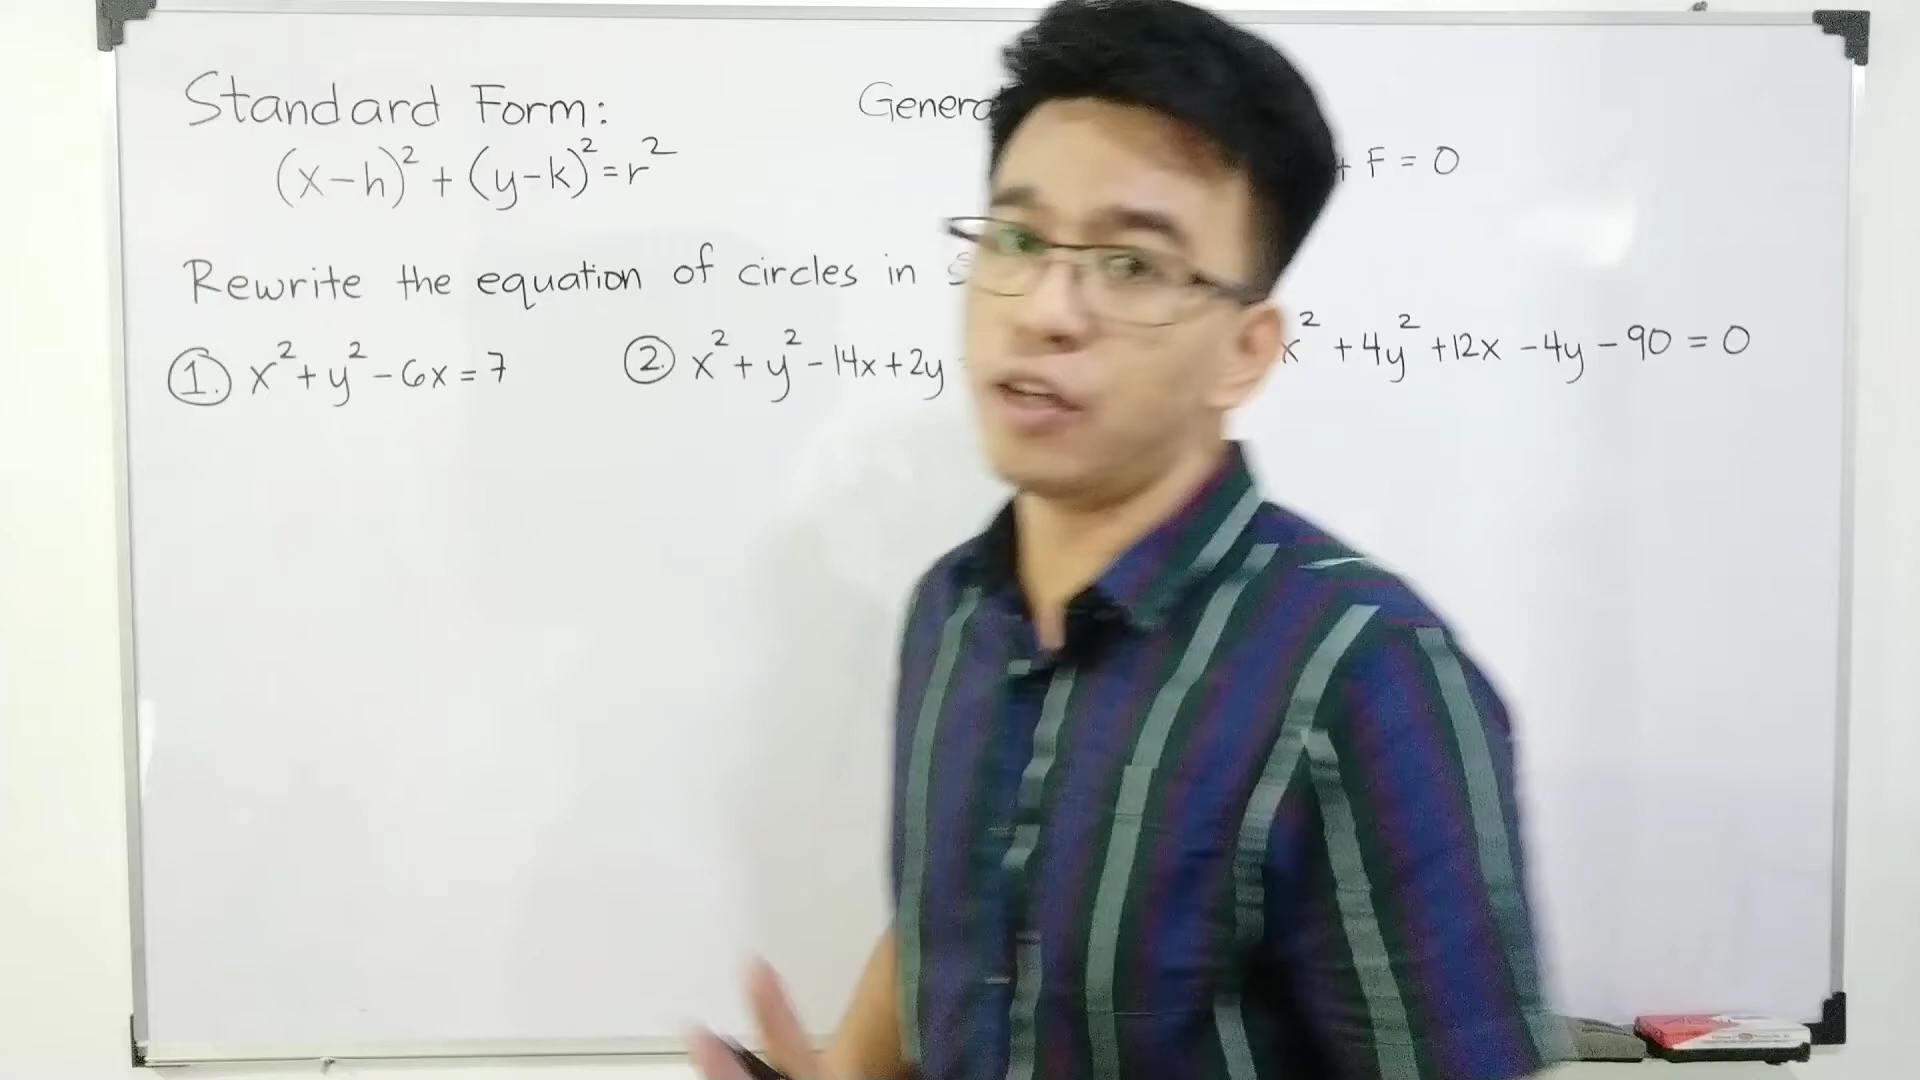 Standard Form:
(x-h)² + (y-k)² = r²
+ F = 0
Rewrite the equation of circles in
1. x² + y² - 6x = 7
2. x² + y² - 14x + 2y
x² + 4y² + 12x - 4y - 90 = 0